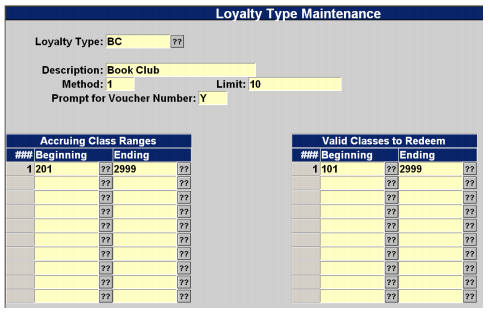 Loyalty Type Maintenance
Loyalty Type: BC ??
Description: Book Club
Method: 1 Limit: 10
Prompt for Voucher Number: Y
Accruing Class Ranges Valid Classes to Redeem
### Beginning Ending ### Beginning Ending
1 201 ?? 2999 ?? 1 101 ?? 2999 ??
?? ?? ?? ??
?? ?? ?? ??
?? ?? ?? ??
?? ?? ?? ??
?? ?? ?? ??
?? ?? ?? ??
?? ?? ?? ??
?? ?? ?? ??
?? ?? ?? ??